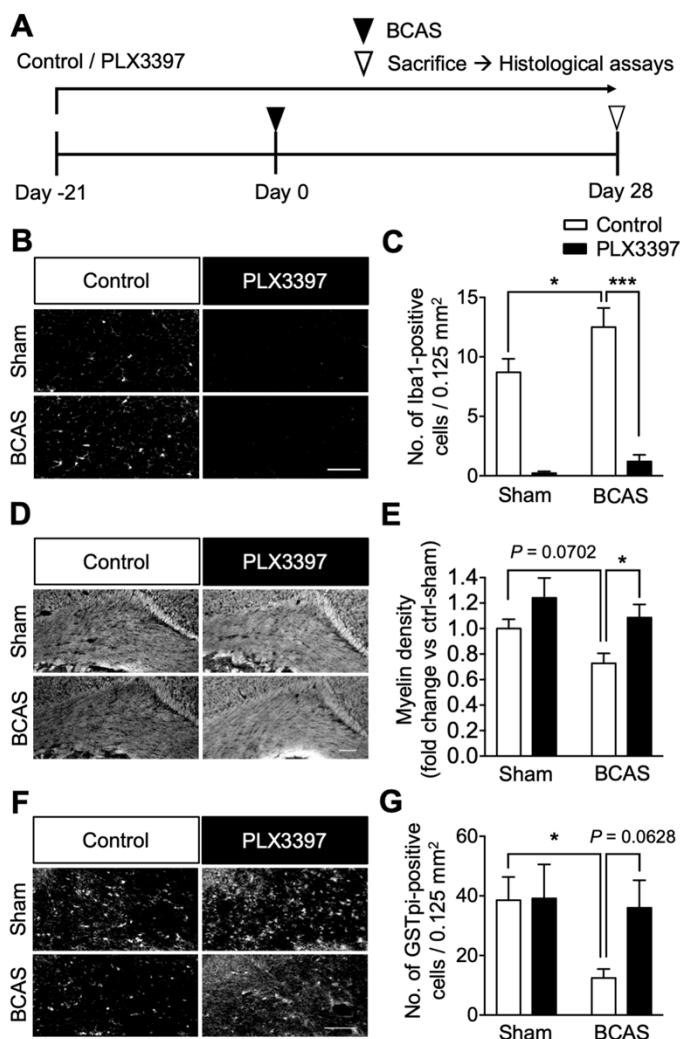 A
▼ BCAS
Control / PLX3397
▽ Sacrifice → Histological assays
Day -21
Day 0
Day 28
B
Control
PLX3397
Sham
BCAS
C
Control
PLX3397
No. of Iba1-positive
cells / 0.125 mm²
15
10
5
0
*
***
Sham
BCAS
D
Control
PLX3397
Sham
BCAS
E
Myelin density
(fold change vs ctrl-sham)
P = 0.0702
*
1.4
1.2
1.0
0.8
0.6
0.4
0.2
0.0
Sham
BCAS
F
Control
PLX3397
Sham
BCAS
G
No. of GSTpi-positive
cells / 0.125 mm²
*
P = 0.0628
60
40
20
0
Sham
BCAS